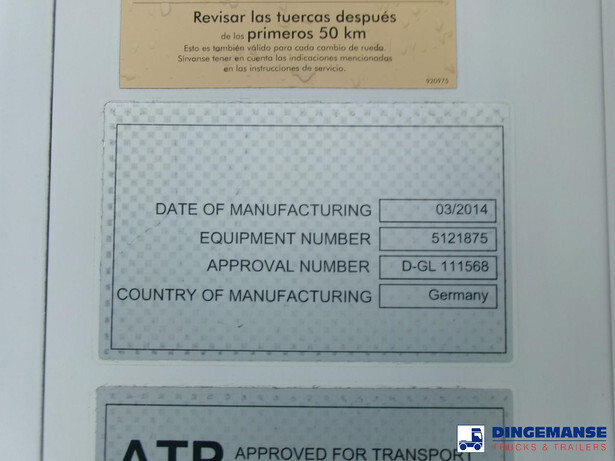 Revisar las tuercas después
de los primeros 50 km
Esto es también válido para cada cambio de rueda.
Sírvanse tener en cuenta las indicaciones mencionadas
en las instrucciones de servicio.
920975
DATE OF MANUFACTURING 03/2014
EQUIPMENT NUMBER 5121875
APPROVAL NUMBER D-GL 111568
COUNTRY OF MANUFACTURING Germany
ATP APPROVED FOR TRANSPORT
DINGEMANSE
TRUCKS & TRAILERS